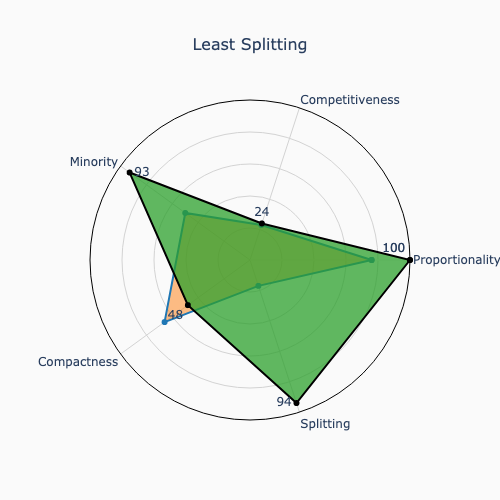 Least Splitting
Competitiveness
Minority
93
24
100
Proportionality
48
Compactness
94
Splitting